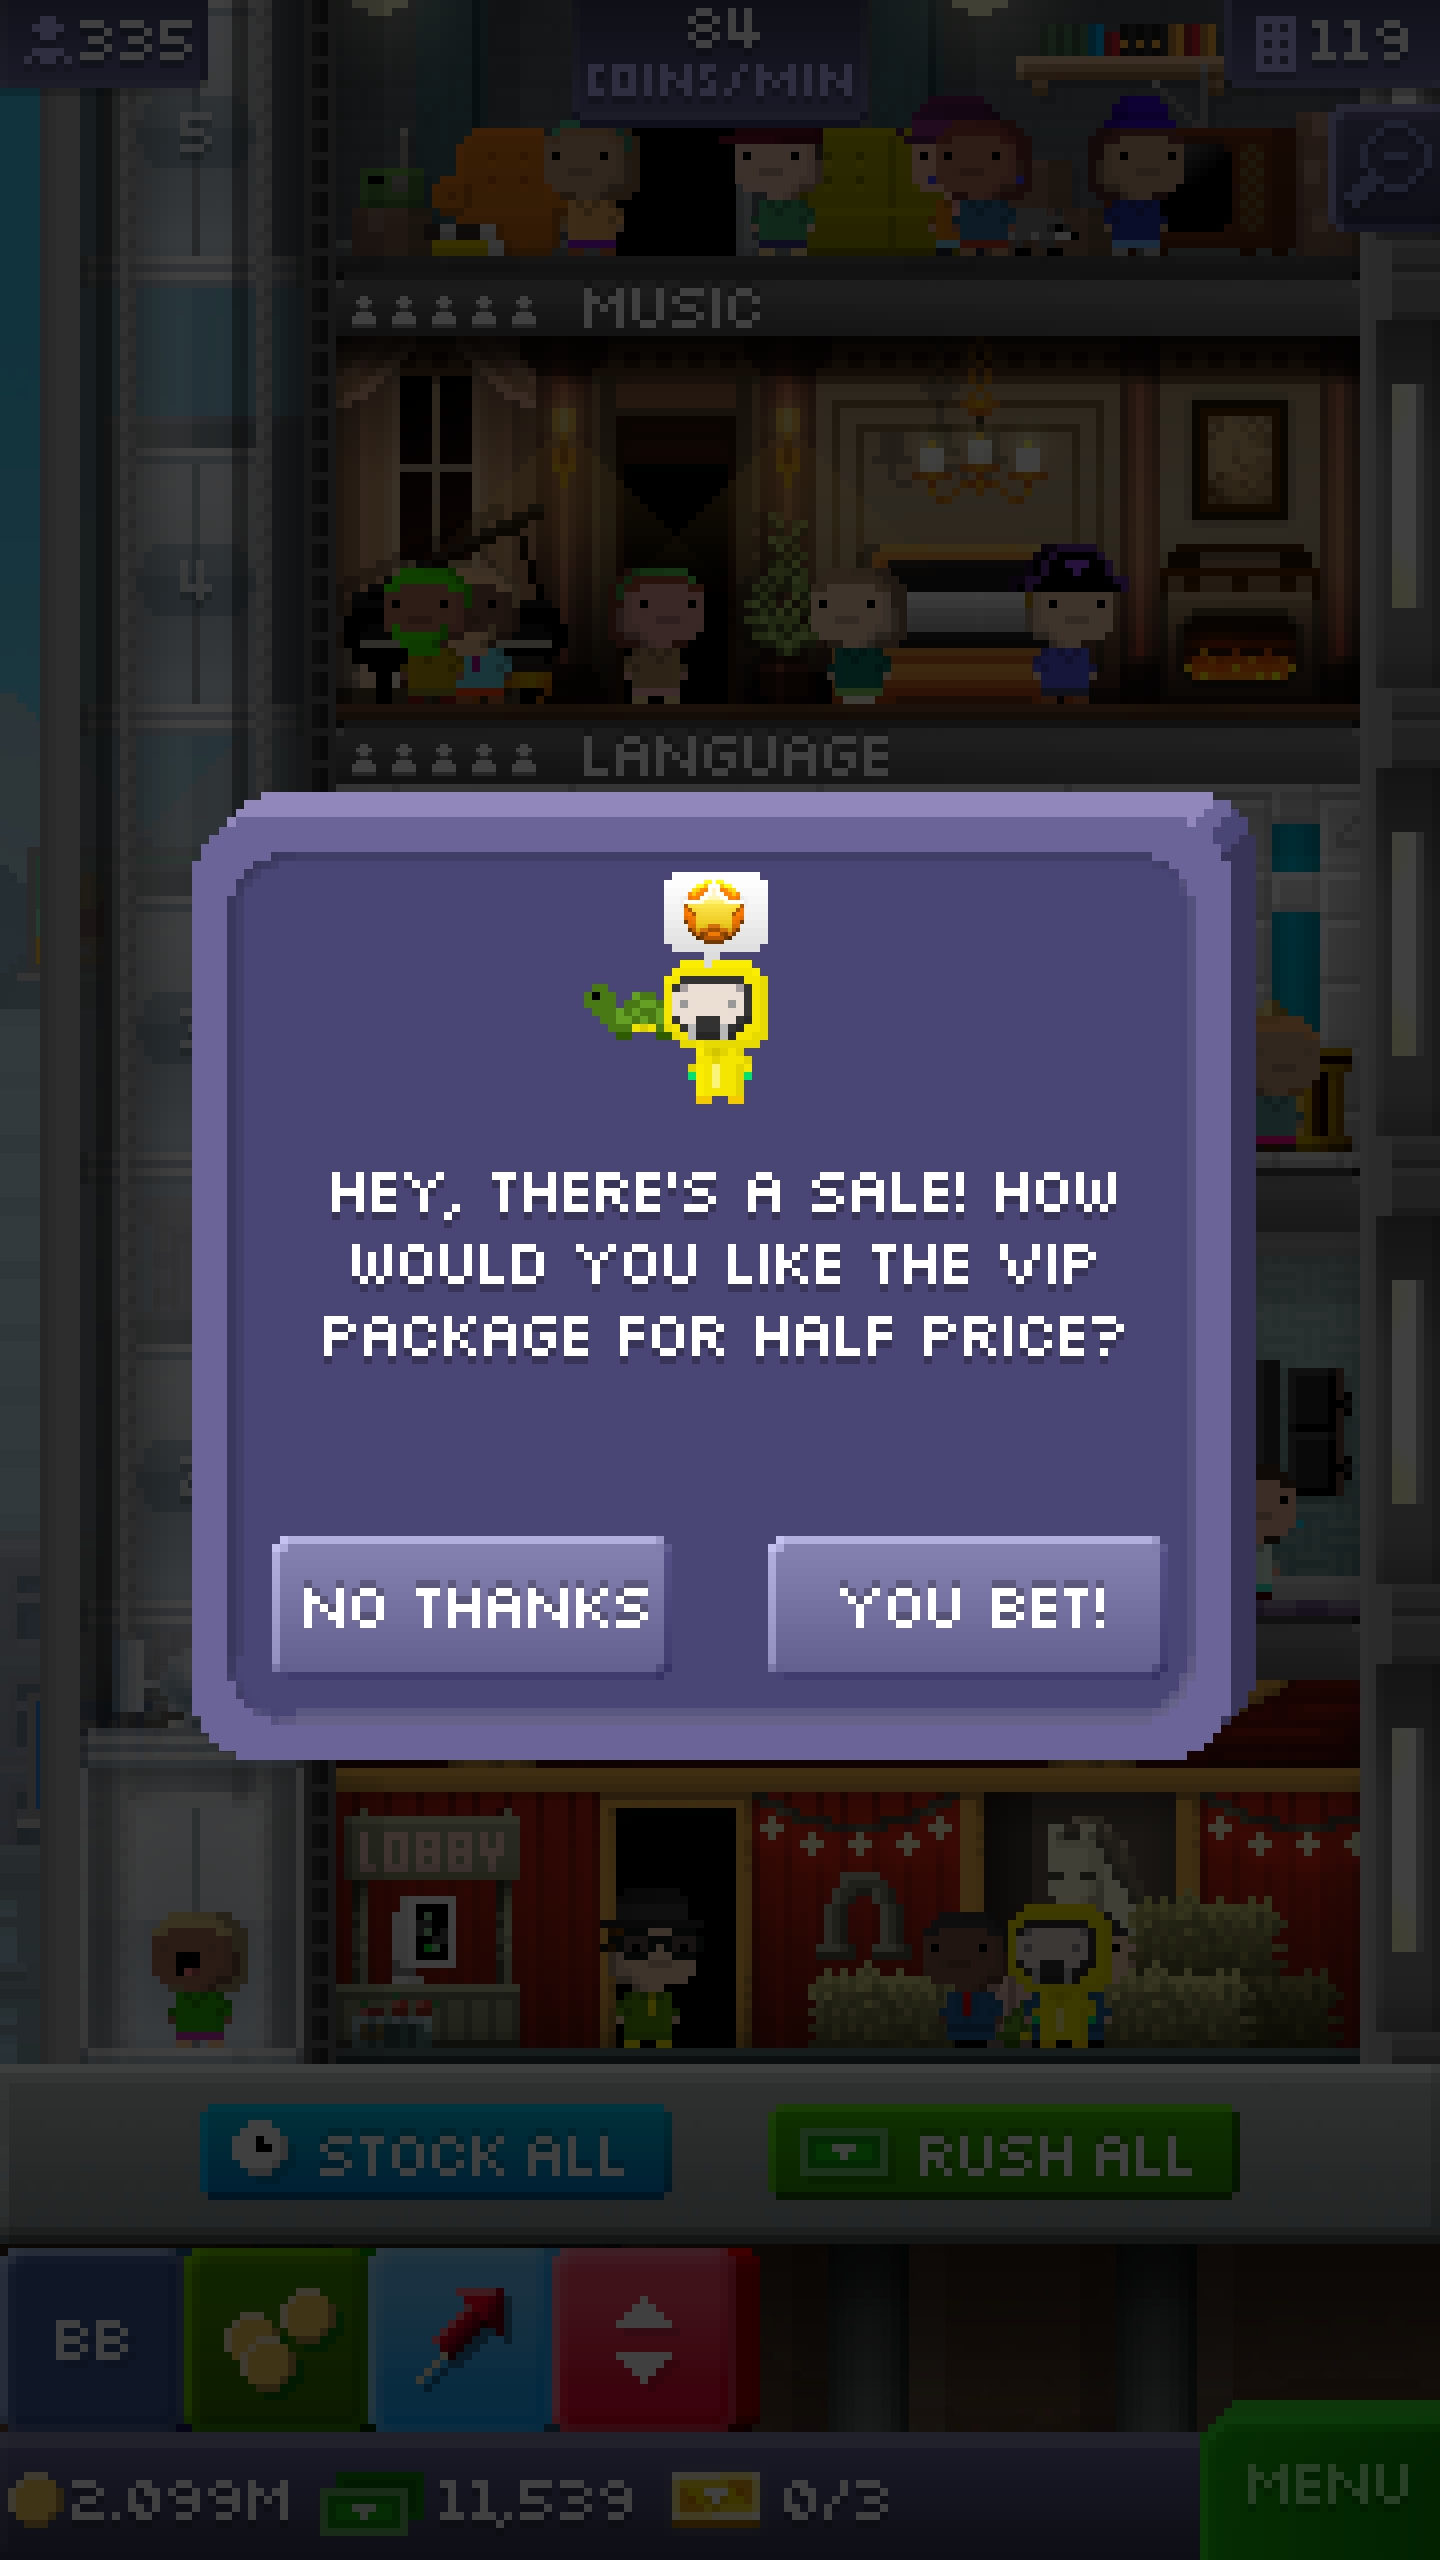 335
84
COINS/MIN
119
5
MUSIC
4
LANGUAGE
HEY, THERE'S A SALE! HOW
WOULD YOU LIKE THE VIP
PACKAGE FOR HALF PRICE?
NO THANKS
YOU BET!
LOBBY
STOCK ALL
RUSH ALL
BB
2.099M
11,539
0/3
MENU